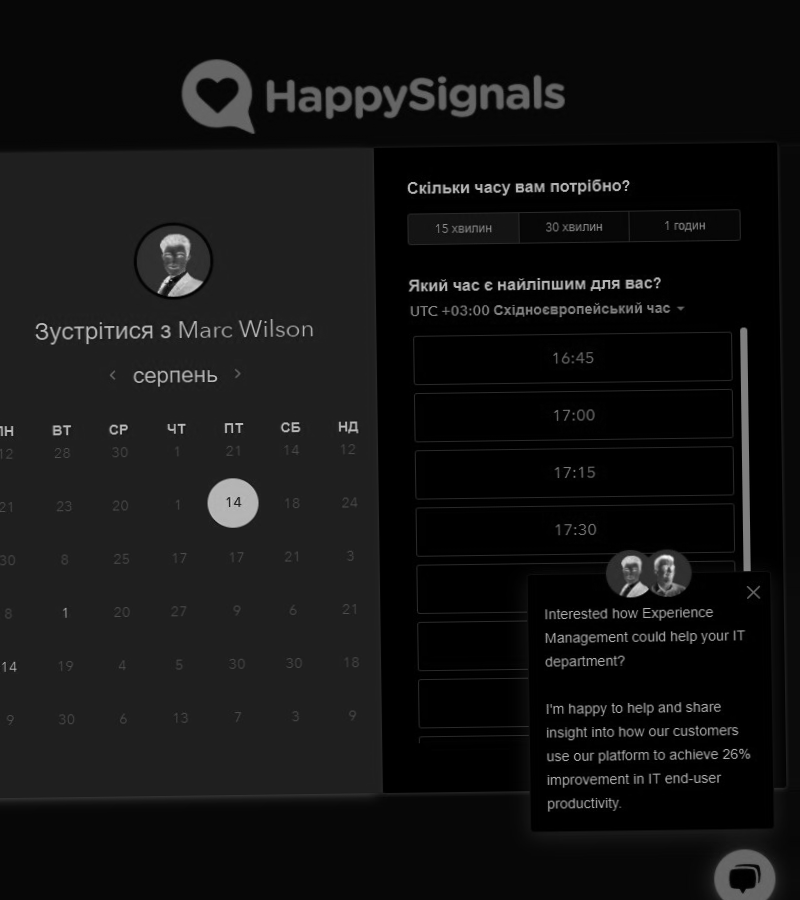 HappySignals
Зустрітися з Marc Wilson
серпень
ПН ВТ СР ЧТ ПТ СБ НД
12 28 30 1 21 14 12
21 23 20 1 14 18 24
30 8 25 17 17 21 3
8 1 20 27 9 6 21
14 19 4 5 30 30 18
9 30 6 13 7 3 9
Скільки часу вам потрібно?
15 хвилин 30 хвилин 1 годин
Який час є найліпшим для вас?
UTC +03:00 Східноєвропейський час
16:45
17:00
17:15
17:30
Interested how Experience
Management could help your IT
department?
I'm happy to help and share
insight into how our customers
use our platform to achieve 26%
improvement in IT end-user
productivity.